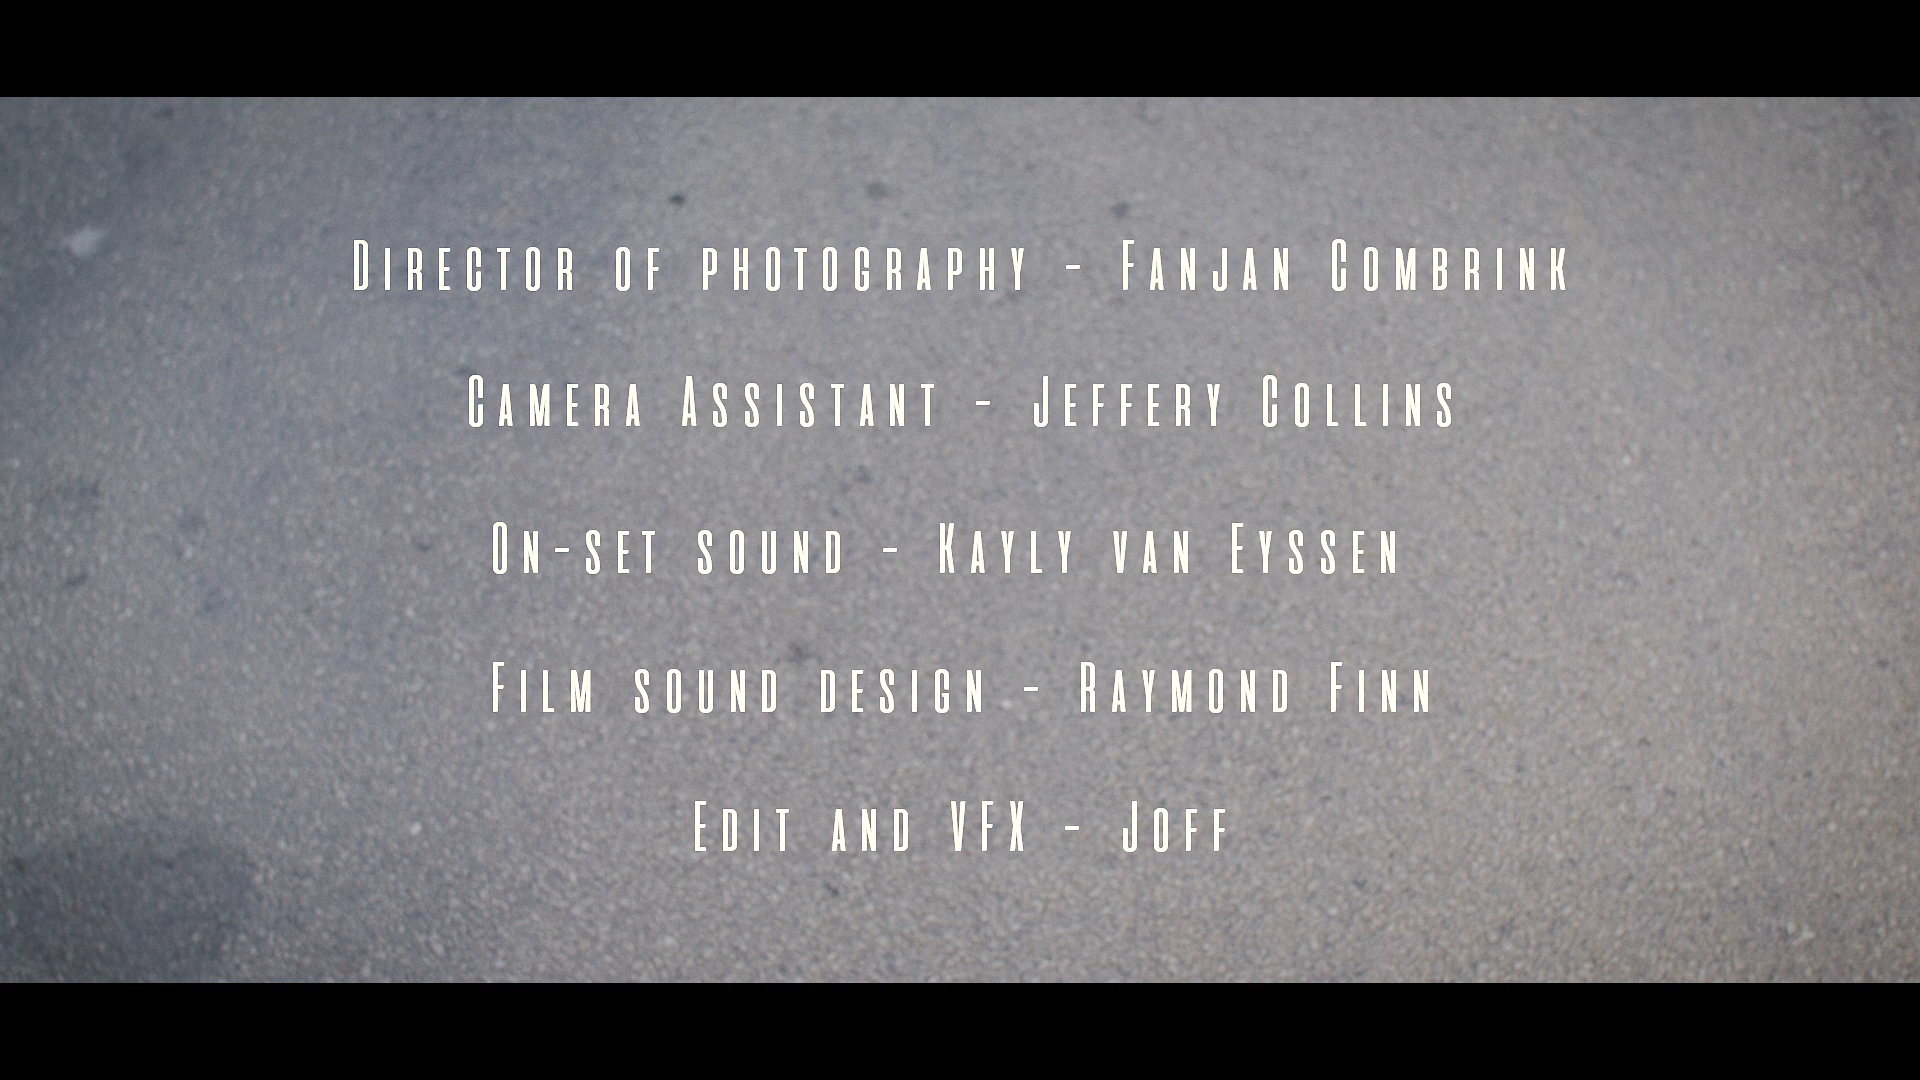 Director of photography - Fanjan Combrink
Camera Assistant - Jeffery Collins
On-set sound - Kayly van Eyssen
Film sound design - Raymond Finn
Edit and VFX - Joff